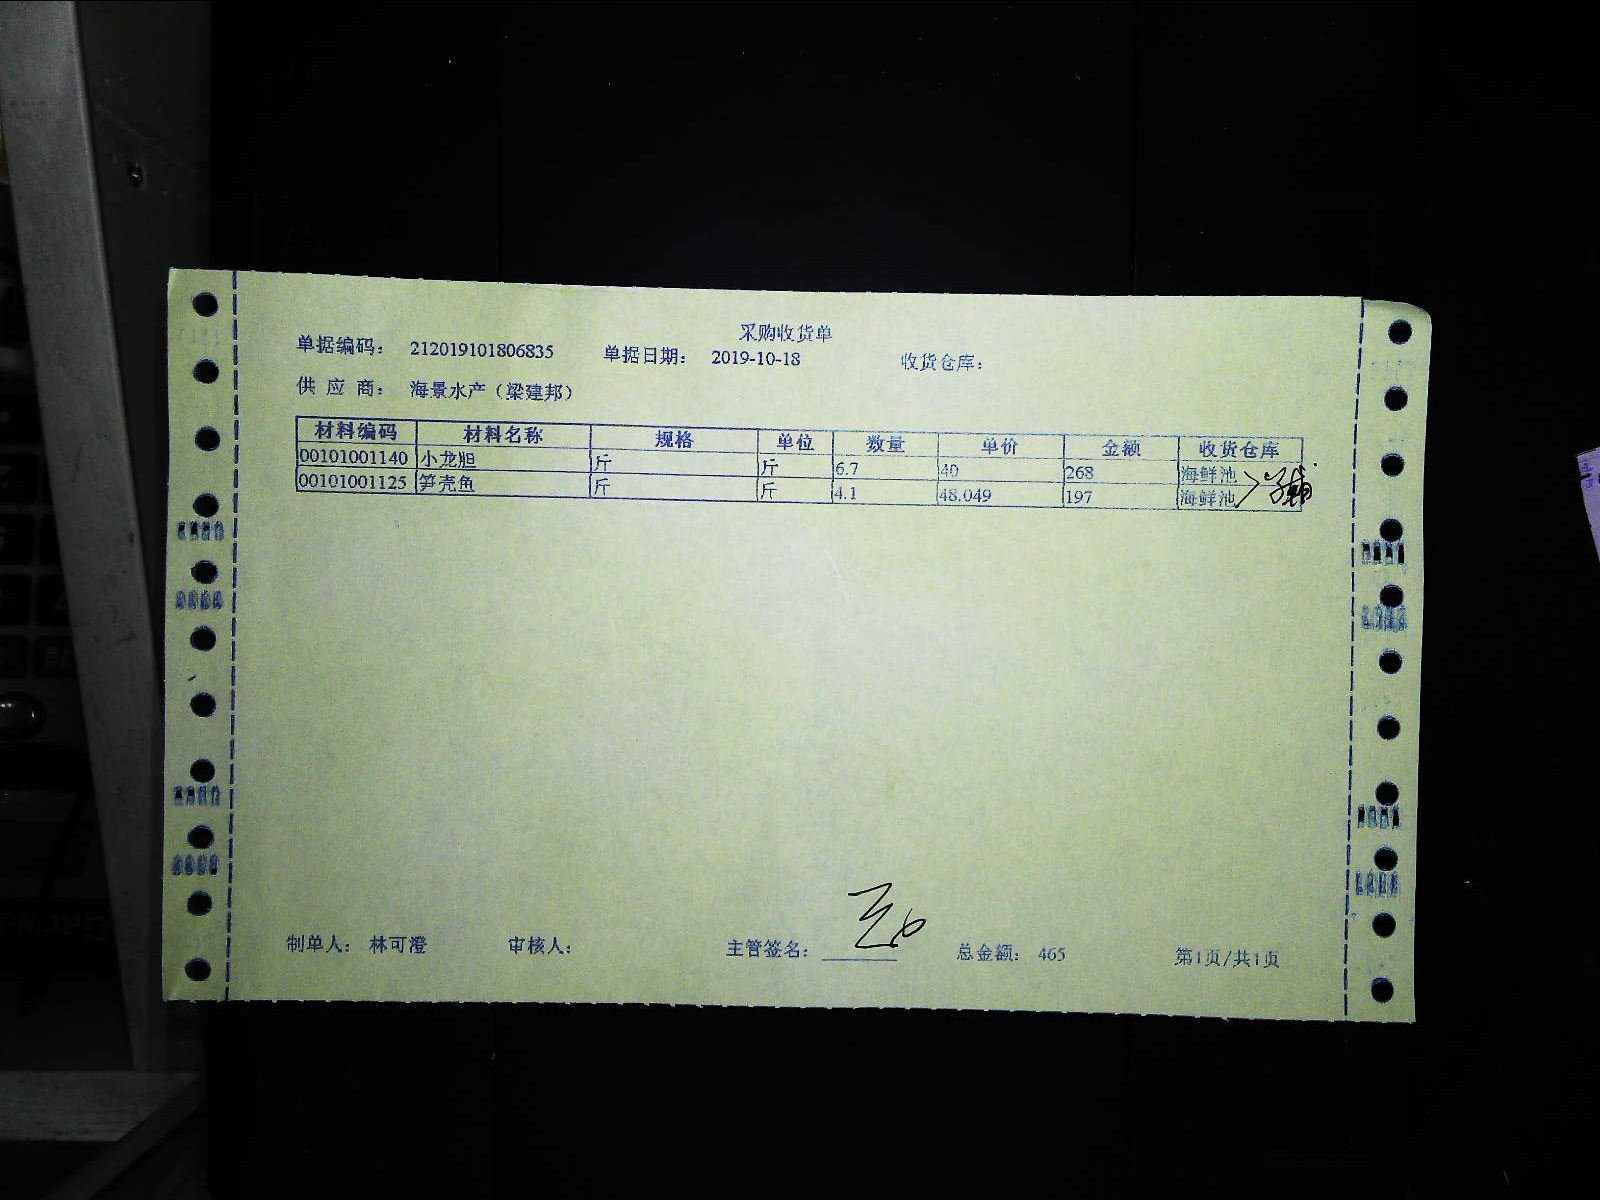 采购收货单
单据编码: 212019101806835 单据日期: 2019-10-18 收货仓库:
供 应 商: 海景水产（梁建邦）
材料编码 材料名称 规格 单位 数量 单价 金额 收货仓库
00101001140 小龙胆 斤 斤 6.7 40 268 海鲜池
00101001125 笋壳鱼 斤 斤 4.1 48.049 197 海鲜池
制单人: 林可澄 审核人: 主管签名: 总金额: 465 第1页/共1页